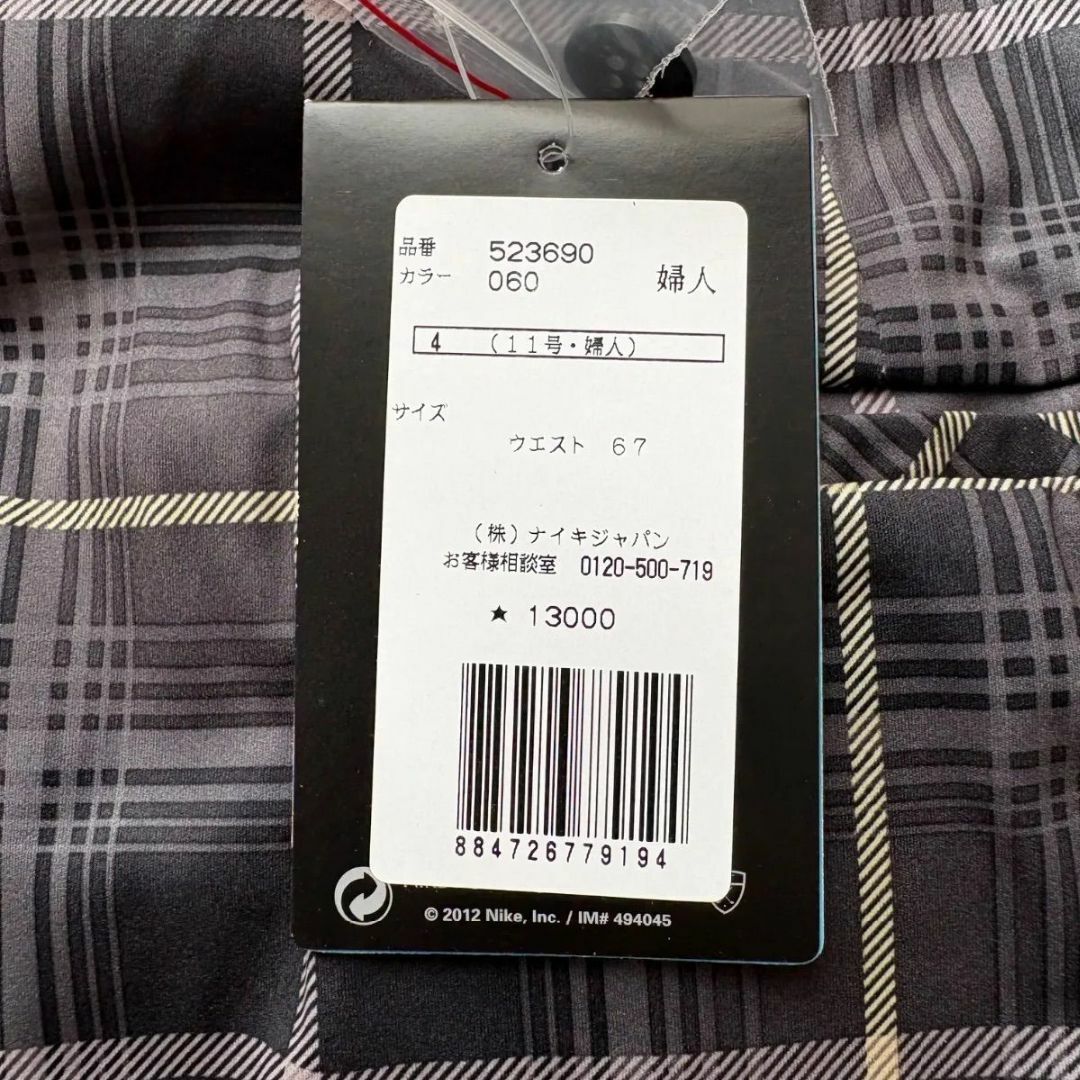 品番 523690
カラー 060 婦人
4 (11号・婦人)
サイズ
ウエスト 67
(株)ナイキジャパン
お客様相談室 0120-500-719
★ 13000
884726779194
© 2012 Nike, Inc. / IM# 494045